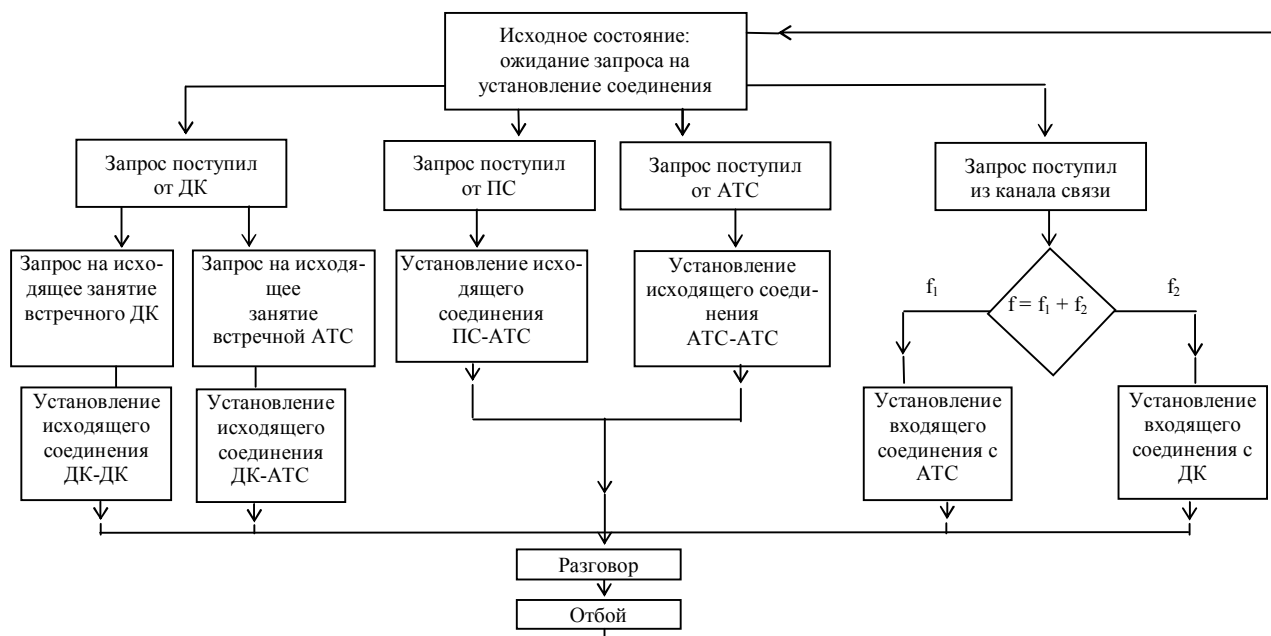 Исходное состояние:
ожидание запроса на
установление соединения
Запрос поступил
от ДК
Запрос поступил
от ПС
Запрос поступил
от АТС
Запрос поступил
из канала связи
Запрос на исхо-
дящее занятие
встречного ДК
Запрос на исходя-
щее
занятие
встречной АТС
Установление исхо-
дящего
соединения
ПС-АТС
Установление
исходящего соеди-
нения
АТС-АТС
f1
f = f1 + f2
f2
Установление
исходящего
соединения
ДК-ДК
Установление
исходящего
соединения
ДК-АТС
Установление
входящего
соединения с
АТС
Установление
входящего
соединения с
ДК
Разговор
Отбой